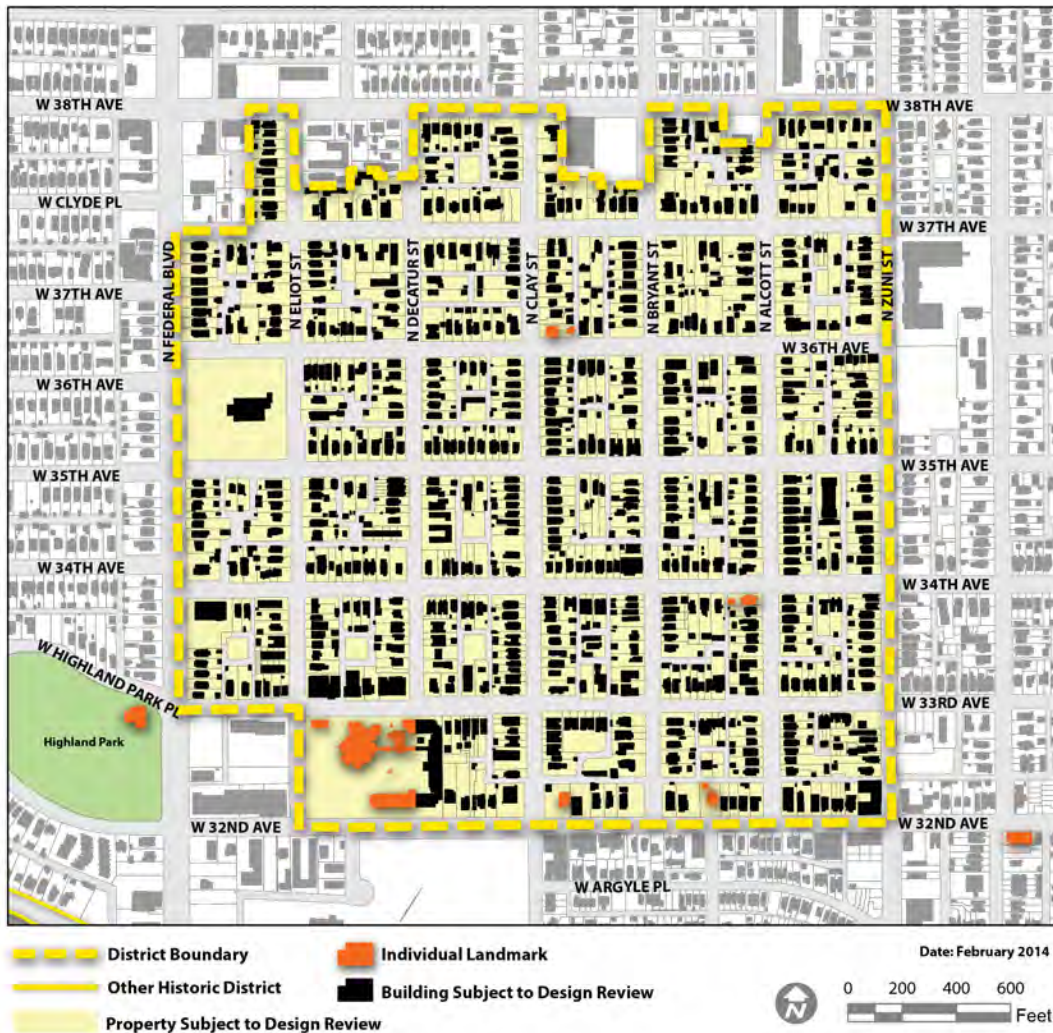 W 38TH AVE
W 38TH AVE
W CLYDE PL
W 37TH AVE
N FEDERAL BLVD
N ELIOT ST
N DECATUR ST
N CLAY ST
N BRYANT ST
N ALCOTT ST
N ZUNI ST
W 37TH AVE
W 36TH AVE
W 36TH AVE
W 35TH AVE
W 35TH AVE
W 34TH AVE
W 34TH AVE
W HIGHLAND PARK PL
W 33RD AVE
Highland Park
W 32ND AVE
W 32ND AVE
W ARGYLE PL
District Boundary
Individual Landmark
Date: February 2014
Other Historic District
Building Subject to Design Review
Property Subject to Design Review
N
0 200 400 600
Feet